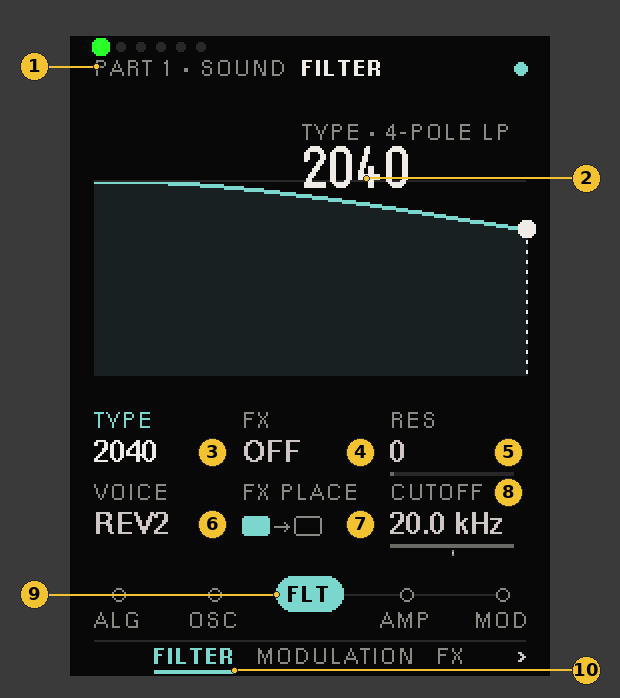 1 PART 1 · SOUND FILTER
TYPE · 4-POLE LP
2040 2
TYPE FX RES
2040 3 OFF 4 0 5
VOICE FX PLACE CUTOFF 8
REV2 6 → 7 20.0 kHz
9 FLT
ALG OSC AMP MOD
FILTER MODULATION FX >
10